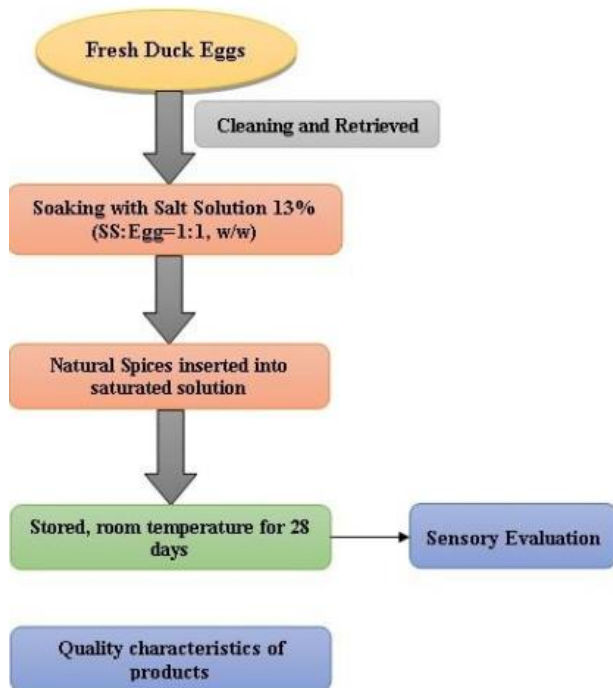 Fresh Duck Eggs
Cleaning and Retrieved
Soaking with Salt Solution 13%
(SS:Egg=1:1, w/w)
Natural Spices inserted into
saturated solution
Stored, room temperature for 28
days
Sensory Evaluation
Quality characteristics of
products